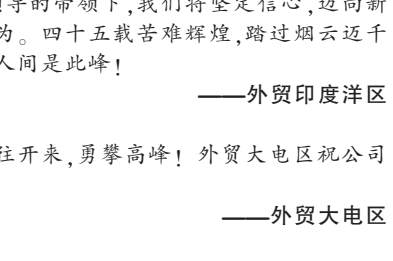 导的带领下,我们将坚定信心,迈向新
为。四十五载苦难辉煌,踏过烟云迈千
人间是此峰!
——外贸印度洋区
往开来,勇攀高峰! 外贸大电区祝公司
——外贸大电区